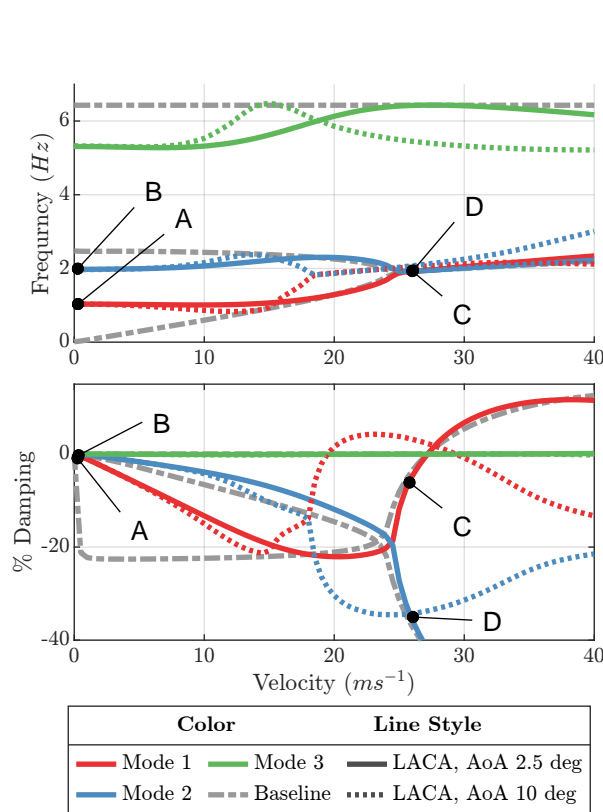 6
4
2
0
Frequrncy (Hz)
B
A
D
C
0 10 20 30 40
0
-20
-40
% Damping
B
A
C
D
0 10 20 30 40
Velocity (ms⁻¹)
Color Line Style
Mode 1 Mode 3 LACA, AoA 2.5 deg
Mode 2 Baseline LACA, AoA 10 deg